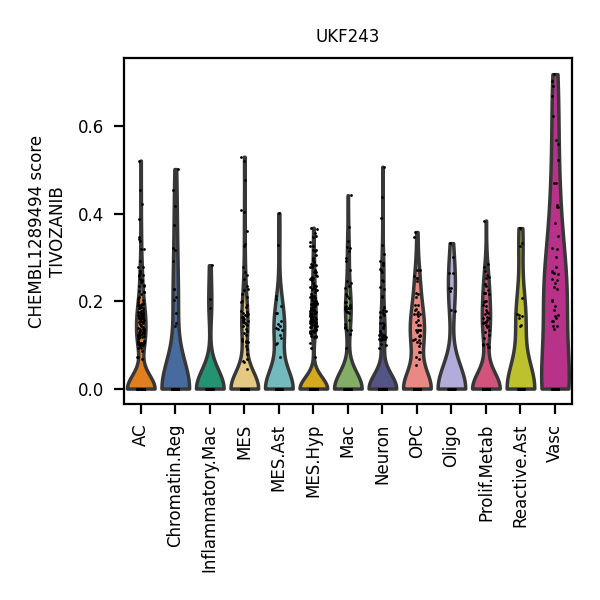 UKF243
CHEMBL1289494 score
TIVOZANIB
0.6
0.4
0.2
0.0
AC
Chromatin.Reg
Inflammatory.Mac
MES
MES.Ast
MES.Hyp
Mac
Neuron
OPC
Oligo
Prolif.Metab
Reactive.Ast
Vasc